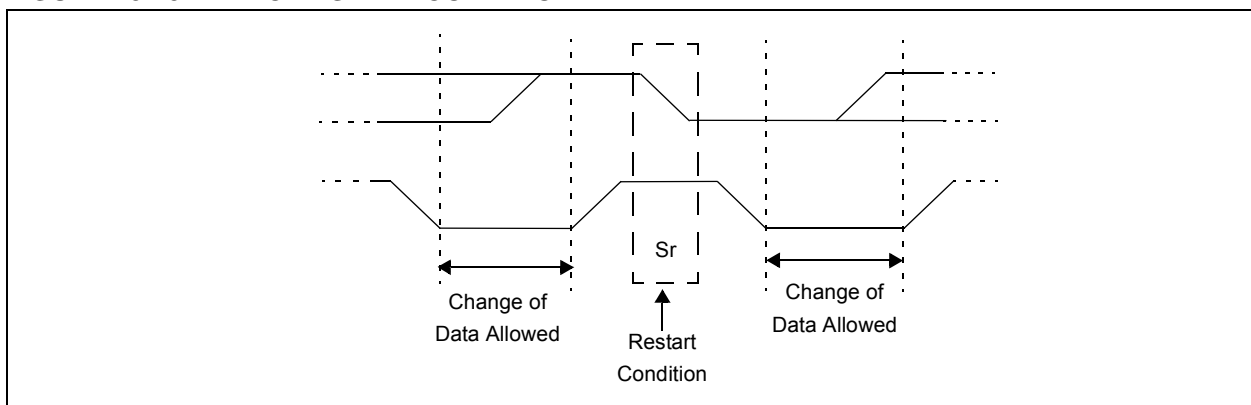 Sr
Change of
Data Allowed
Restart
Condition
Change of
Data Allowed